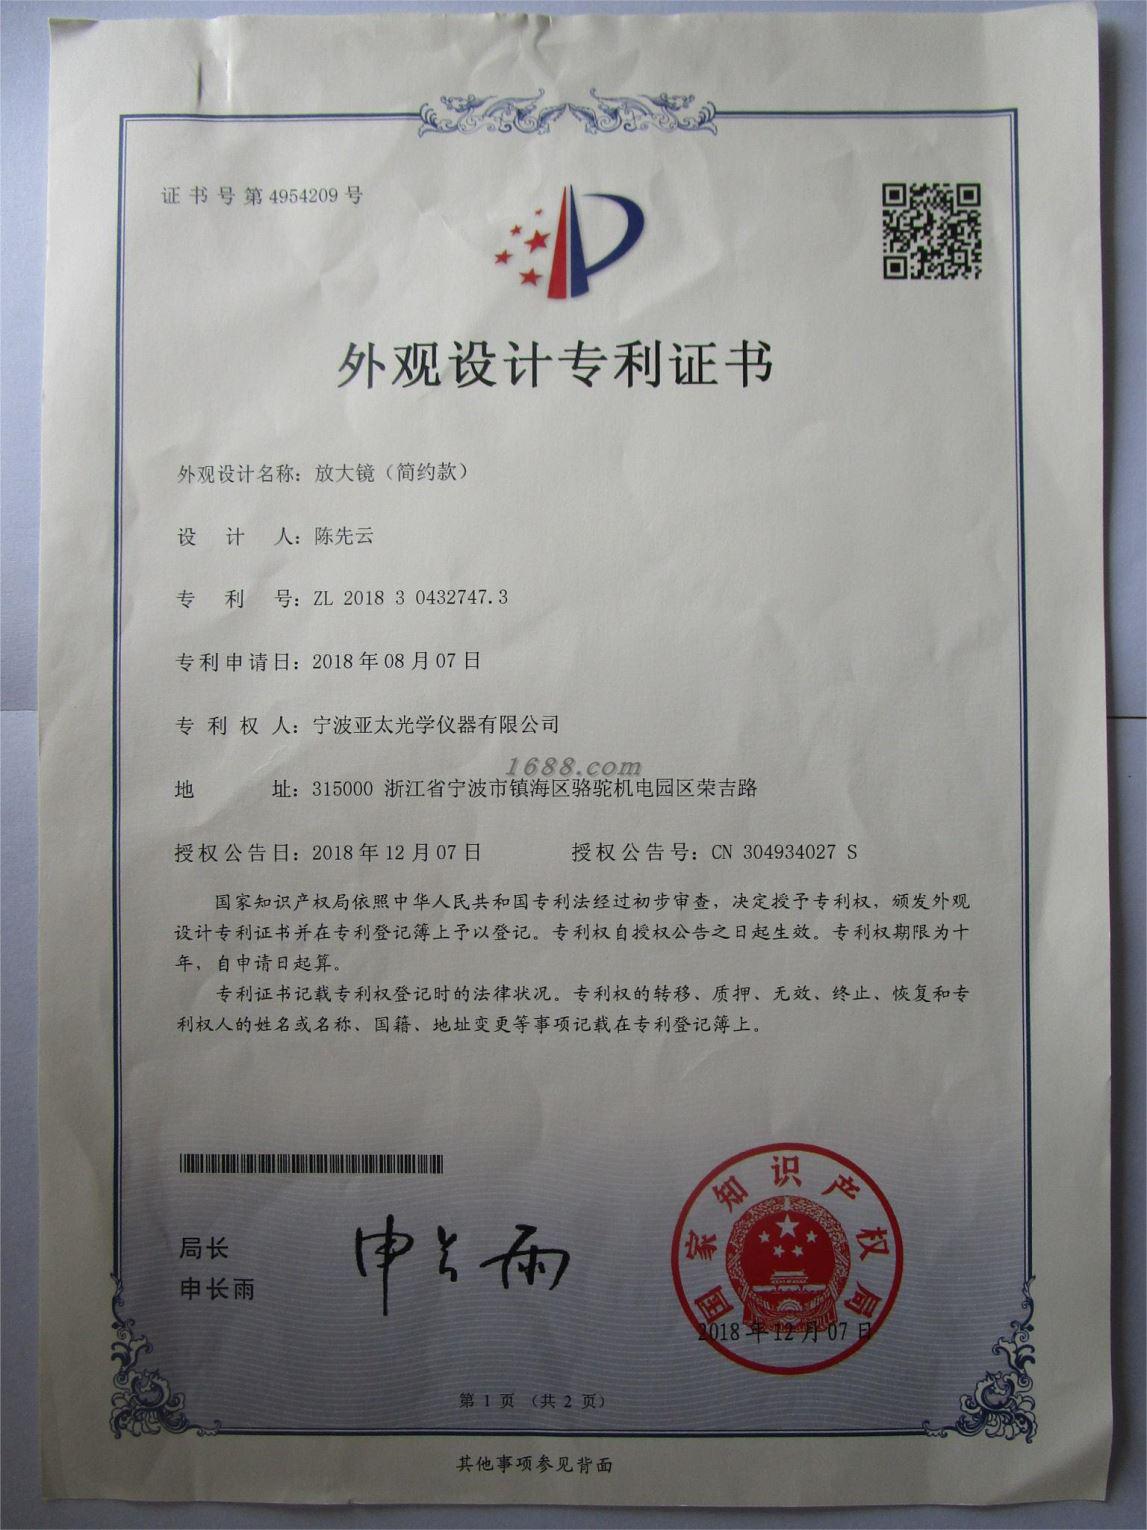 证书号第4954209号
外观设计专利证书
外观设计名称：放大镜（简约款）
设计人：陈先云
专利号：ZL 2018 3 0432747.3
专利申请日：2018年08月07日
专利权人：宁波亚太光学仪器有限公司
1688.com
地址：315000 浙江省宁波市镇海区骆驼机电园区荣吉路
授权公告日：2018年12月07日 授权公告号：CN 304934027 S
国家知识产权局依照中华人民共和国专利法经过初步审查，决定授予专利权，颁发外观
设计专利证书并在专利登记簿上予以登记。专利权自授权公告之日起生效。专利权期限为十
年，自申请日起算。
专利证书记载专利权登记时的法律状况。专利权的转移、质押、无效、终止、恢复和专
利权人的姓名或名称、国籍、地址变更等事项记载在专利登记簿上。
局长
申长雨
申长雨
国家知识产权局
2018年12月07日
第1页（共2页）
其他事项参见背面